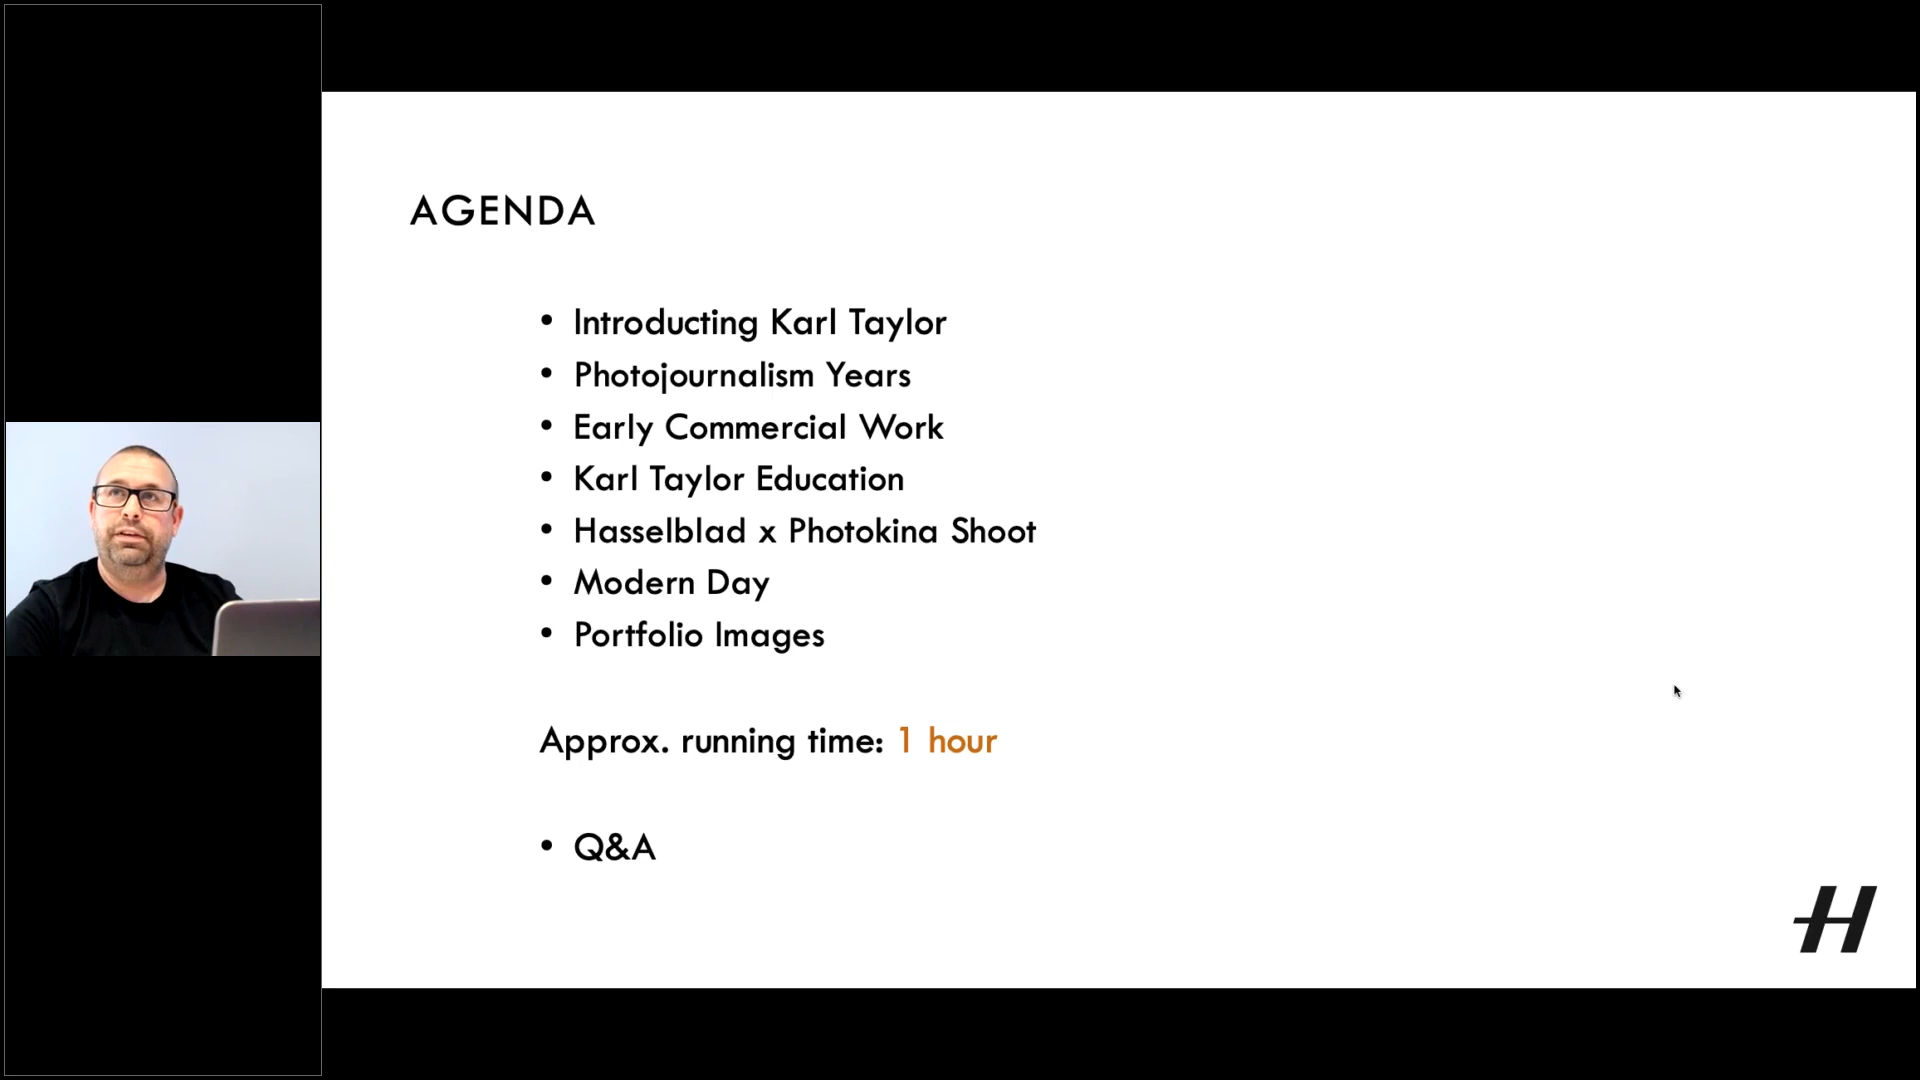 AGENDA
• Introducting Karl Taylor
• Photojournalism Years
• Early Commercial Work
• Karl Taylor Education
• Hasselblad x Photokina Shoot
• Modern Day
• Portfolio Images
Approx. running time: 1 hour
• Q&A
H